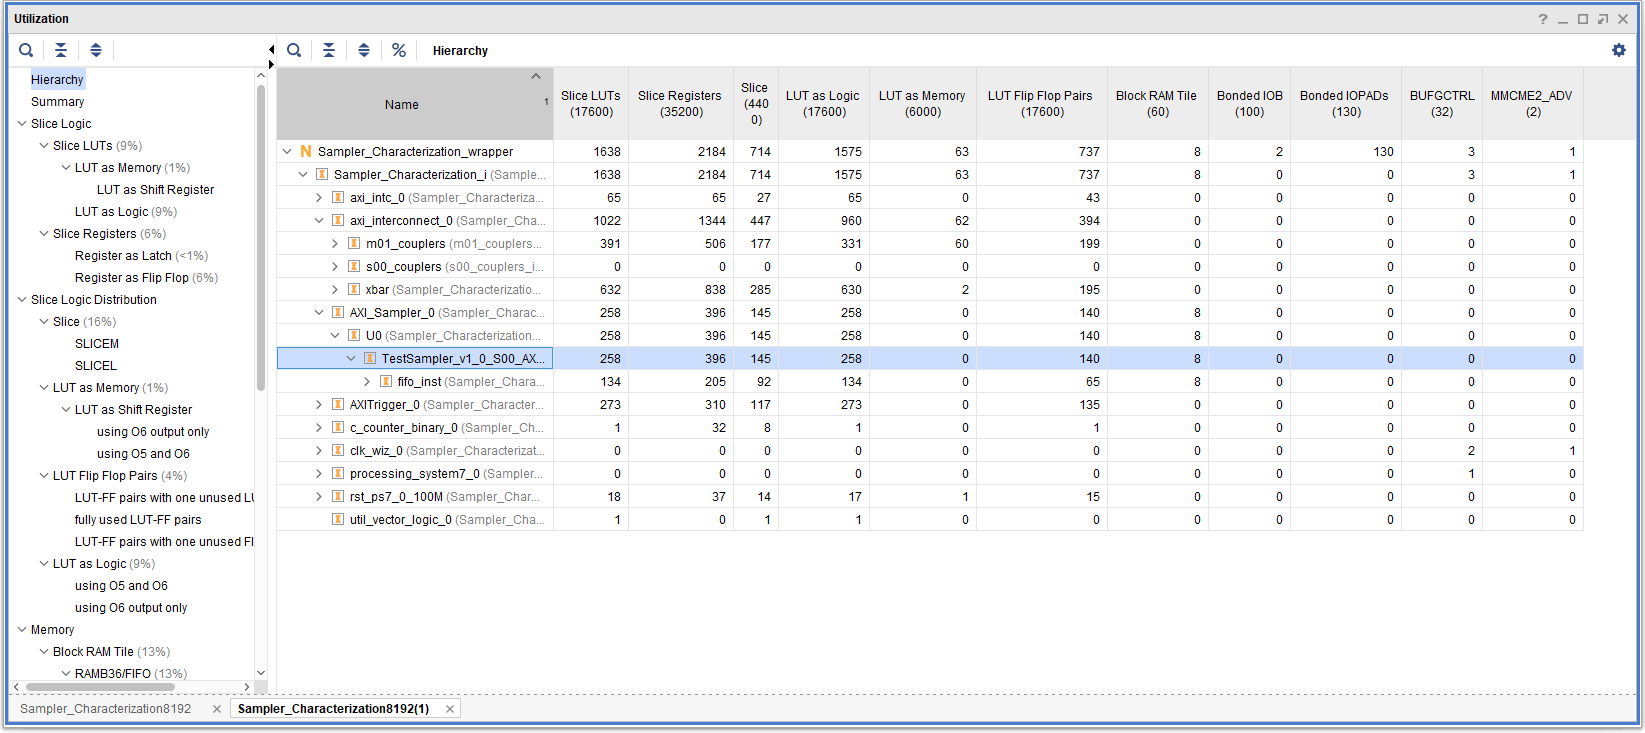 Utilization
Hierarchy
Hierarchy
Summary
Slice Logic
Slice LUTs (9%)
LUT as Memory (1%)
LUT as Shift Register
LUT as Logic (9%)
Slice Registers (6%)
Register as Latch (<1%)
Register as Flip Flop (6%)
Slice Logic Distribution
Slice (16%)
SLICEM
SLICEL
LUT as Memory (1%)
LUT as Shift Register
using O6 output only
using O5 and O6
LUT Flip Flop Pairs (4%)
LUT-FF pairs with one unused LU
fully used LUT-FF pairs
LUT-FF pairs with one unused Fl
LUT as Logic (9%)
using O5 and O6
using O6 output only
Memory
Block RAM Tile (13%)
RAMB36/FIFO (13%)
Name 1 Slice LUTs (17600) Slice Registers (35200) Slice (4400) LUT as Logic (17600) LUT as Memory (6000) LUT Flip Flop Pairs (17600) Block RAM Tile (60) Bonded IOB (100) Bonded IOPADs (130) BUFGCTRL (32) MMCME2_ADV (2)
N Sampler_Characterization_wrapper 1638 2184 714 1575 63 737 8 2 130 3 1
Sampler_Characterization_i (Sample... 1638 2184 714 1575 63 737 8 0 0 3 1
axi_intc_0 (Sampler_Characteriza... 65 65 27 65 0 43 0 0 0 0 0
axi_interconnect_0 (Sampler_Cha... 1022 1344 447 960 62 394 0 0 0 0 0
m01_couplers (m01_couplers... 391 506 177 331 60 199 0 0 0 0 0
s00_couplers (s00_couplers_i... 0 0 0 0 0 0 0 0 0 0 0
xbar (Sampler_Characterizatio... 632 838 285 630 2 195 0 0 0 0 0
AXI_Sampler_0 (Sampler_Charac... 258 396 145 258 0 140 8 0 0 0 0
U0 (Sampler_Characterization... 258 396 145 258 0 140 8 0 0 0 0
TestSampler_v1_0_S00_AX... 258 396 145 258 0 140 8 0 0 0 0
fifo_inst (Sampler_Chara... 134 205 92 134 0 65 8 0 0 0 0
AXITrigger_0 (Sampler_Character... 273 310 117 273 0 135 0 0 0 0 0
c_counter_binary_0 (Sampler_Ch... 1 32 8 1 0 1 0 0 0 0 0
clk_wiz_0 (Sampler_Characterizat... 0 0 0 0 0 0 0 0 0 2 1
processing_system7_0 (Sampler... 0 0 0 0 0 0 0 0 0 1 0
rst_ps7_0_100M (Sampler_Char... 18 37 14 17 1 15 0 0 0 0 0
util_vector_logic_0 (Sampler_Cha... 1 0 1 1 0 0 0 0 0 0 0
Sampler_Characterization8192
Sampler_Characterization8192(1)